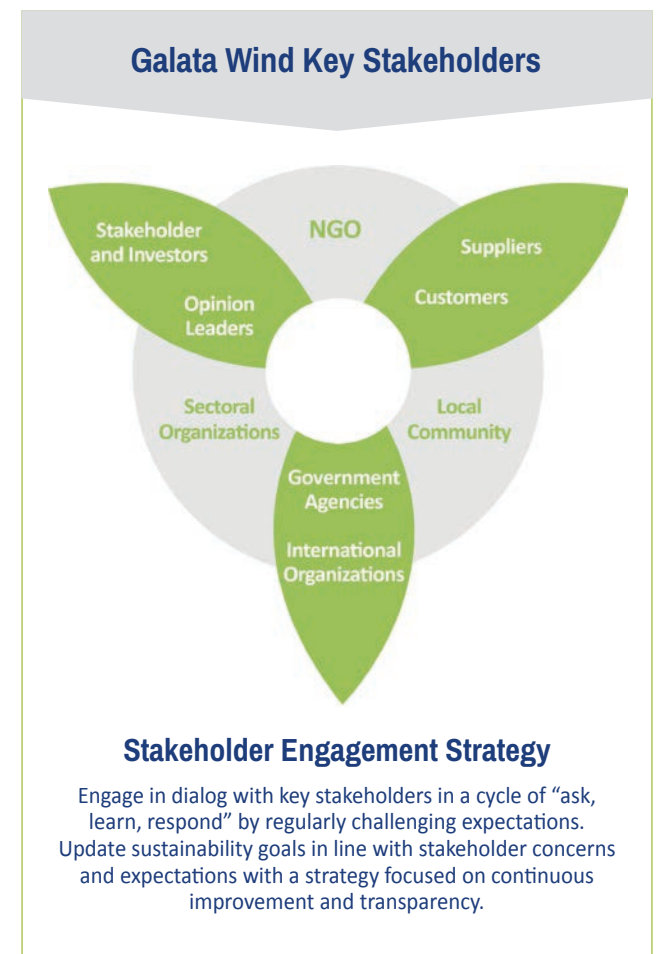 Galata Wind Key Stakeholders
Stakeholder
and Investors
Opinion
Leaders
NGO
Suppliers
Customers
Sectoral
Organizations
Local
Community
Government
Agencies
International
Organizations
Stakeholder Engagement Strategy
Engage in dialog with key stakeholders in a cycle of “ask,
learn, respond” by regularly challenging expectations.
Update sustainability goals in line with stakeholder concerns
and expectations with a strategy focused on continuous
improvement and transparency.